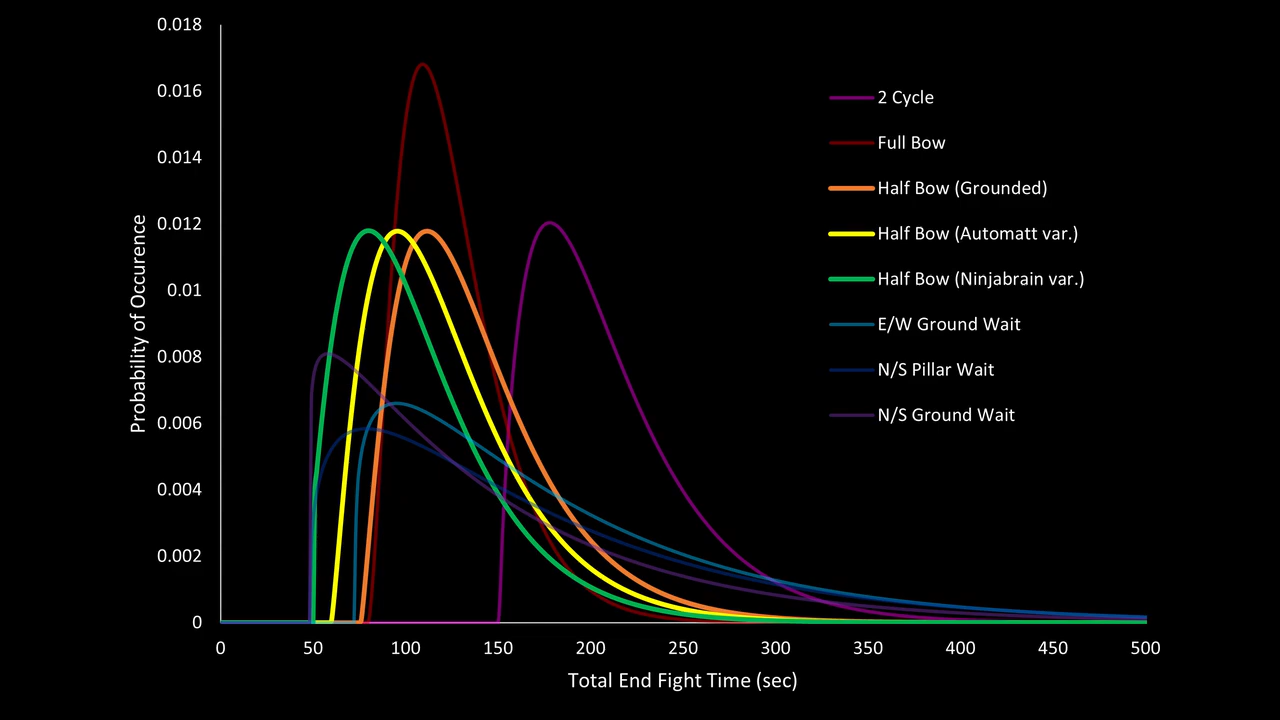 0.018
0.016
0.014
0.012
0.01
0.008
0.006
0.004
0.002
0
Probability of Occurence
0 50 100 150 200 250 300 350 400 450 500
Total End Fight Time (sec)
2 Cycle
Full Bow
Half Bow (Grounded)
Half Bow (Automatt var.)
Half Bow (Ninjabrain var.)
E/W Ground Wait
N/S Pillar Wait
N/S Ground Wait